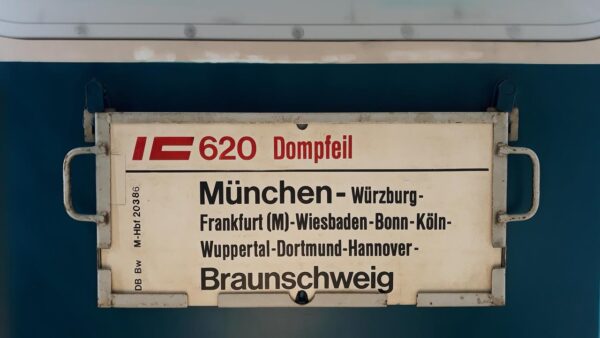 IC 620 Dompfeil
München- Würzburg-
Frankfurt (M)-Wiesbaden-Bonn-Köln-
Wuppertal-Dortmund-Hannover-
Braunschweig
DB Bw M-Hbf 20386